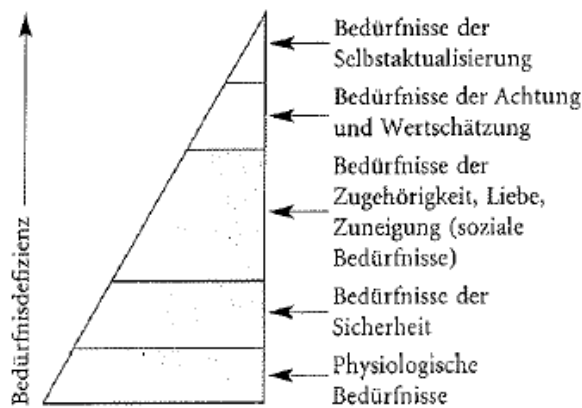 Bedürfnisdefizienz
Bedürfnisse der
Selbstaktualisierung
Bedürfnisse der Achtung
und Wertschätzung
Bedürfnisse der
Zugehörigkeit, Liebe,
Zuneigung (soziale
Bedürfnisse)
Bedürfnisse der
Sicherheit
Physiologische
Bedürfnisse